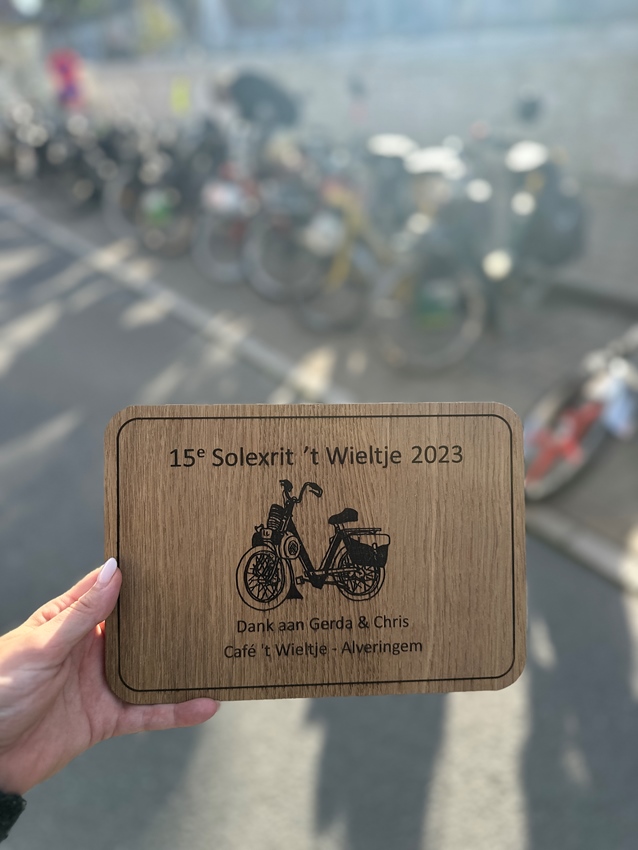 15e Solexrit 't Wieltje 2023
Dank aan Gerda & Chris
Café 't Wieltje - Alveringem